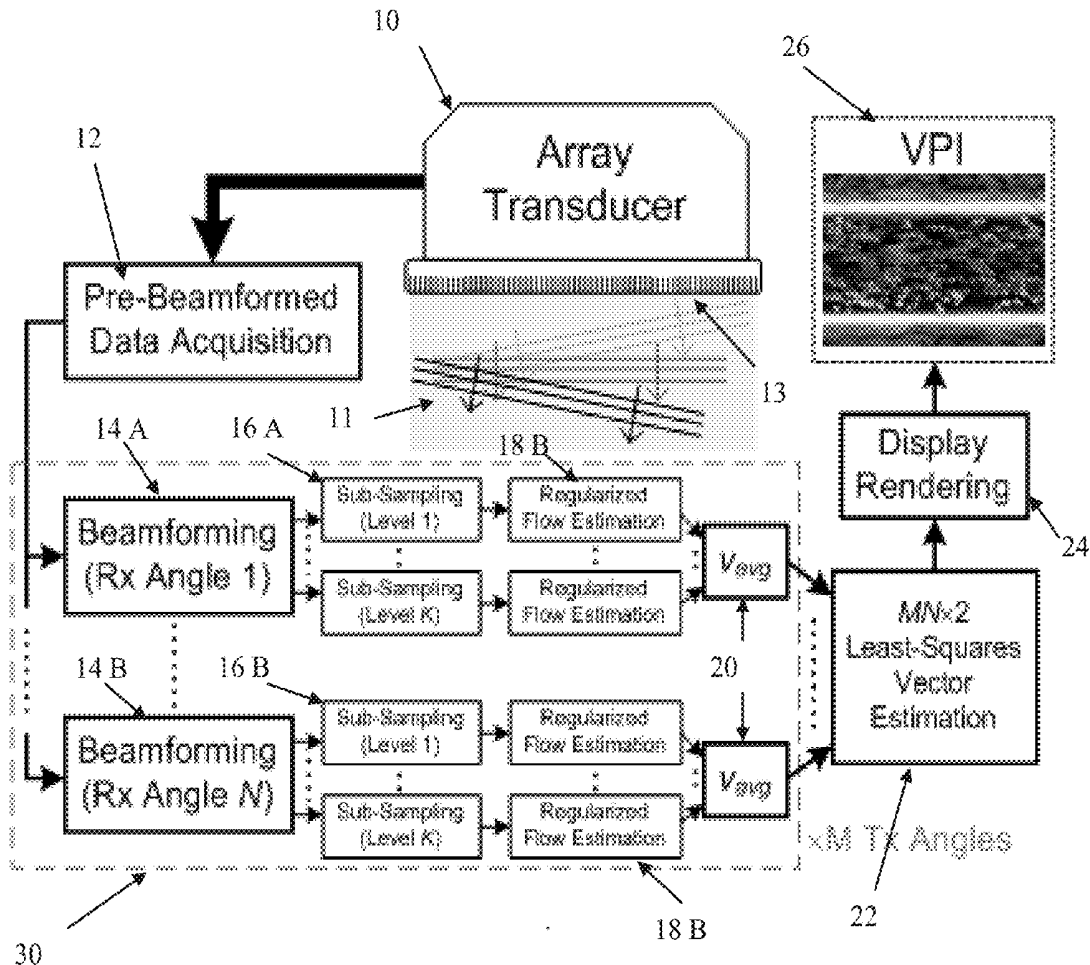 10
Array
Transducer
26
VPI
12
Pre-Beamformed
Data Acquisition
11
13
14 A
16 A
18 B
Beamforming
(Rx Angle 1)
Sub-Sampling
(Level 1)
Regularized
Flow Estimation
Sub-Sampling
(Level K)
Regularized
Flow Estimation
Vavg
Display
Rendering
24
14 B
16 B
20
MN×2
Least-Squares
Vector
Estimation
Beamforming
(Rx Angle N)
Sub-Sampling
(Level 1)
Regularized
Flow Estimation
Sub-Sampling
(Level K)
Regularized
Flow Estimation
Vavg
×M Tx Angles
22
30
18 B